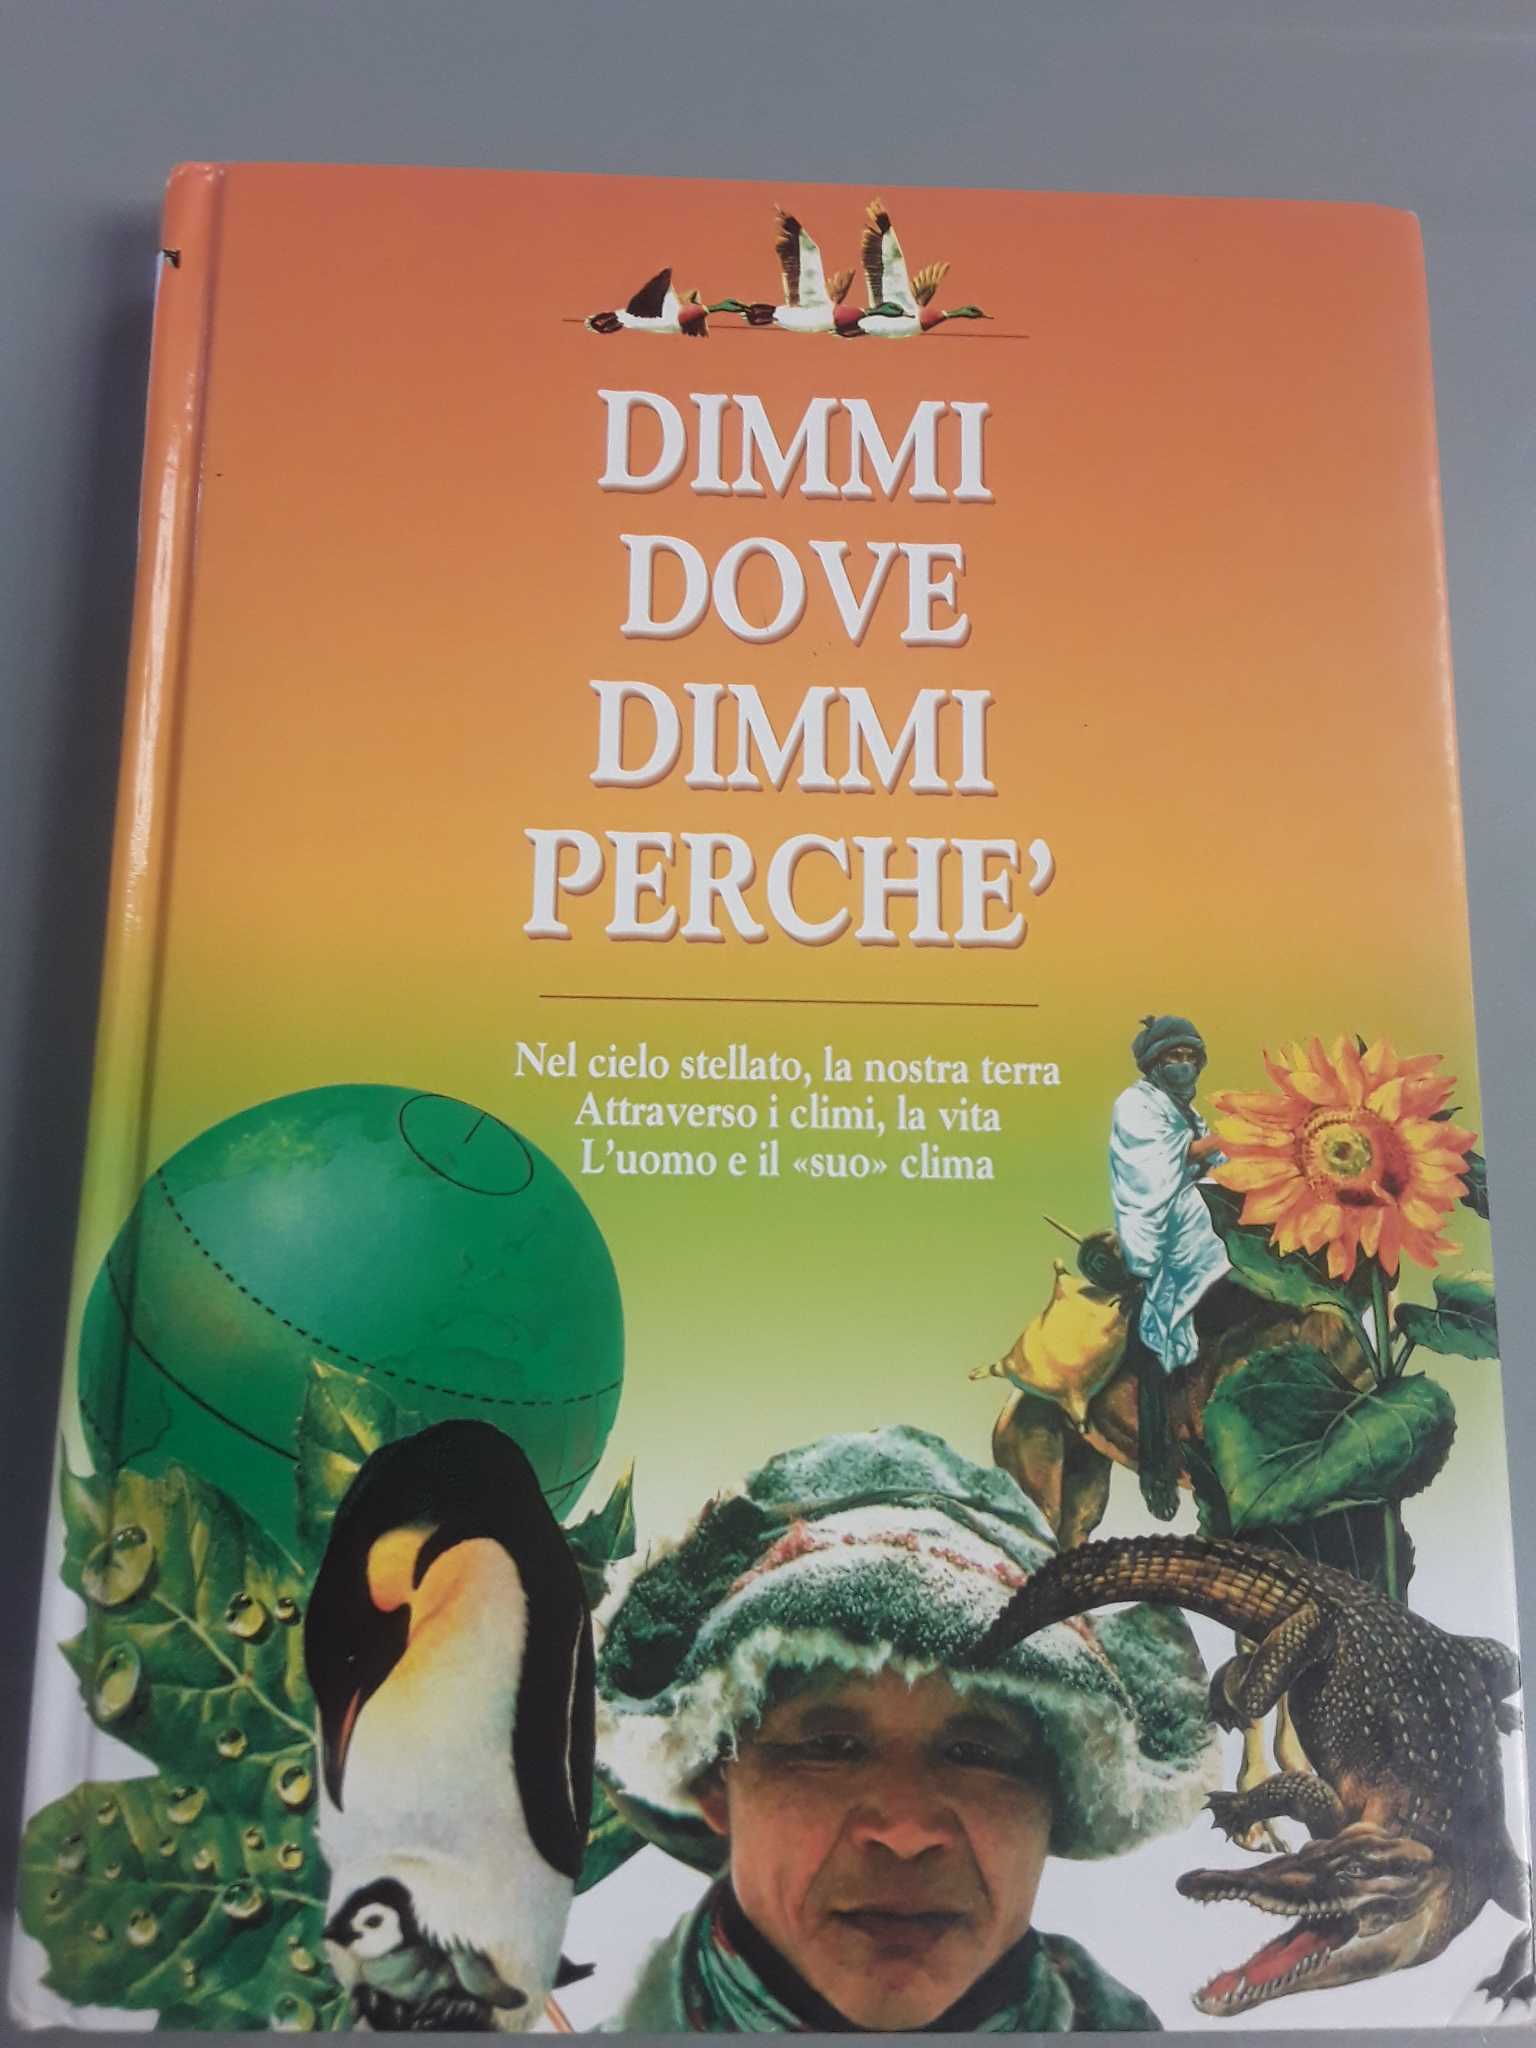 DIMMI
DOVE
DIMMI
PERCHE'
Nel cielo stellato, la nostra terra
Attraverso i climi, la vita
L'uomo e il «suo» clima